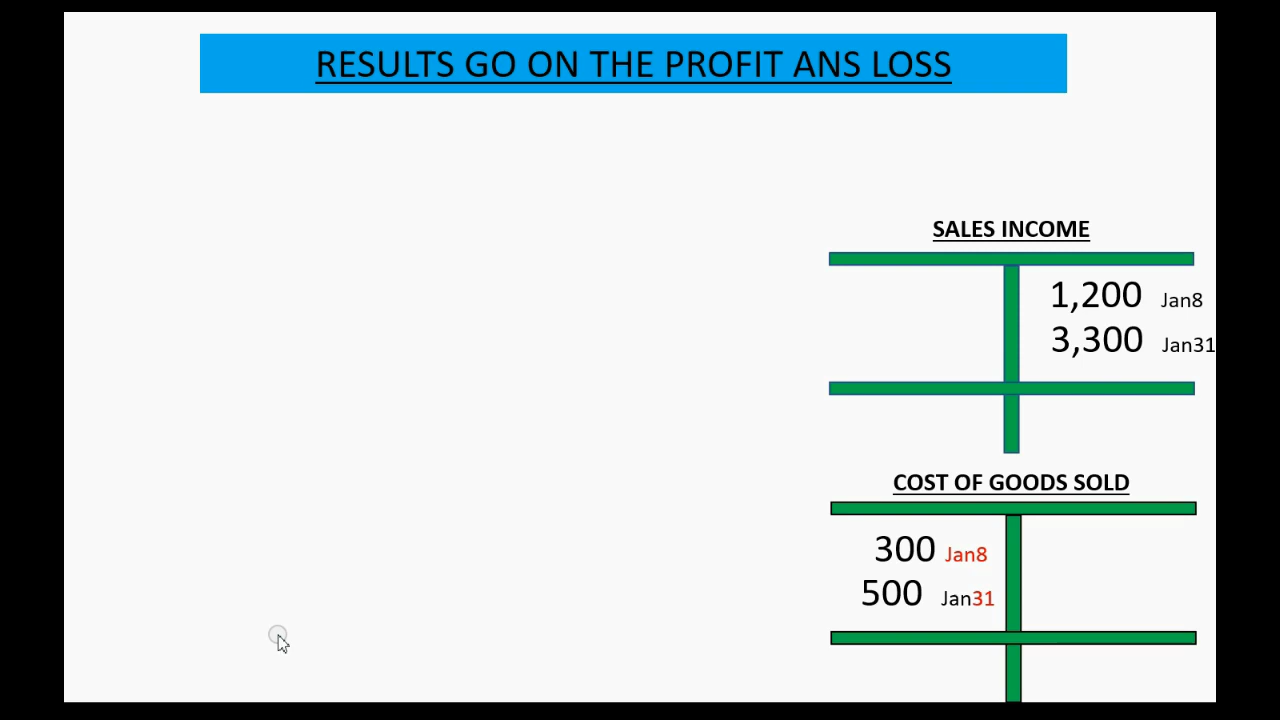 RESULTS GO ON THE PROFIT ANS LOSS
SALES INCOME
1,200 Jan8
3,300 Jan31
COST OF GOODS SOLD
300 Jan8
500 Jan31